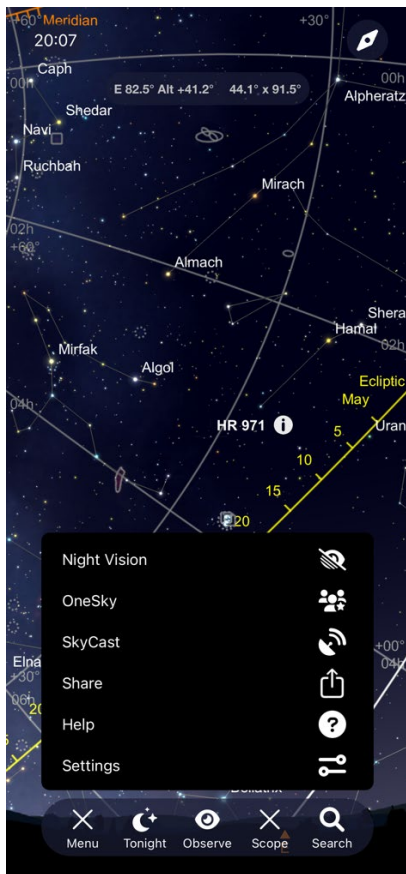 +60° Meridian
+30°
20:07
Caph
00h
00h
E 82.5° Alt +41.2° 44.1° x 91.5°
Alpheratz
Shedar
Navi
Ruchbah
Mirach
02h
+60°
Almach
Shera
Hamal
02h
Mirfak
Algol
Ecliptic
May
04h
HR 971
5
Uran
10
15
20
Night Vision
OneSky
SkyCast
+00°
Elna
04h
+30°
Share
06h
20
Help
Settings
5
Bellatrix
Menu
Tonight
Observe
Scope
Search
E